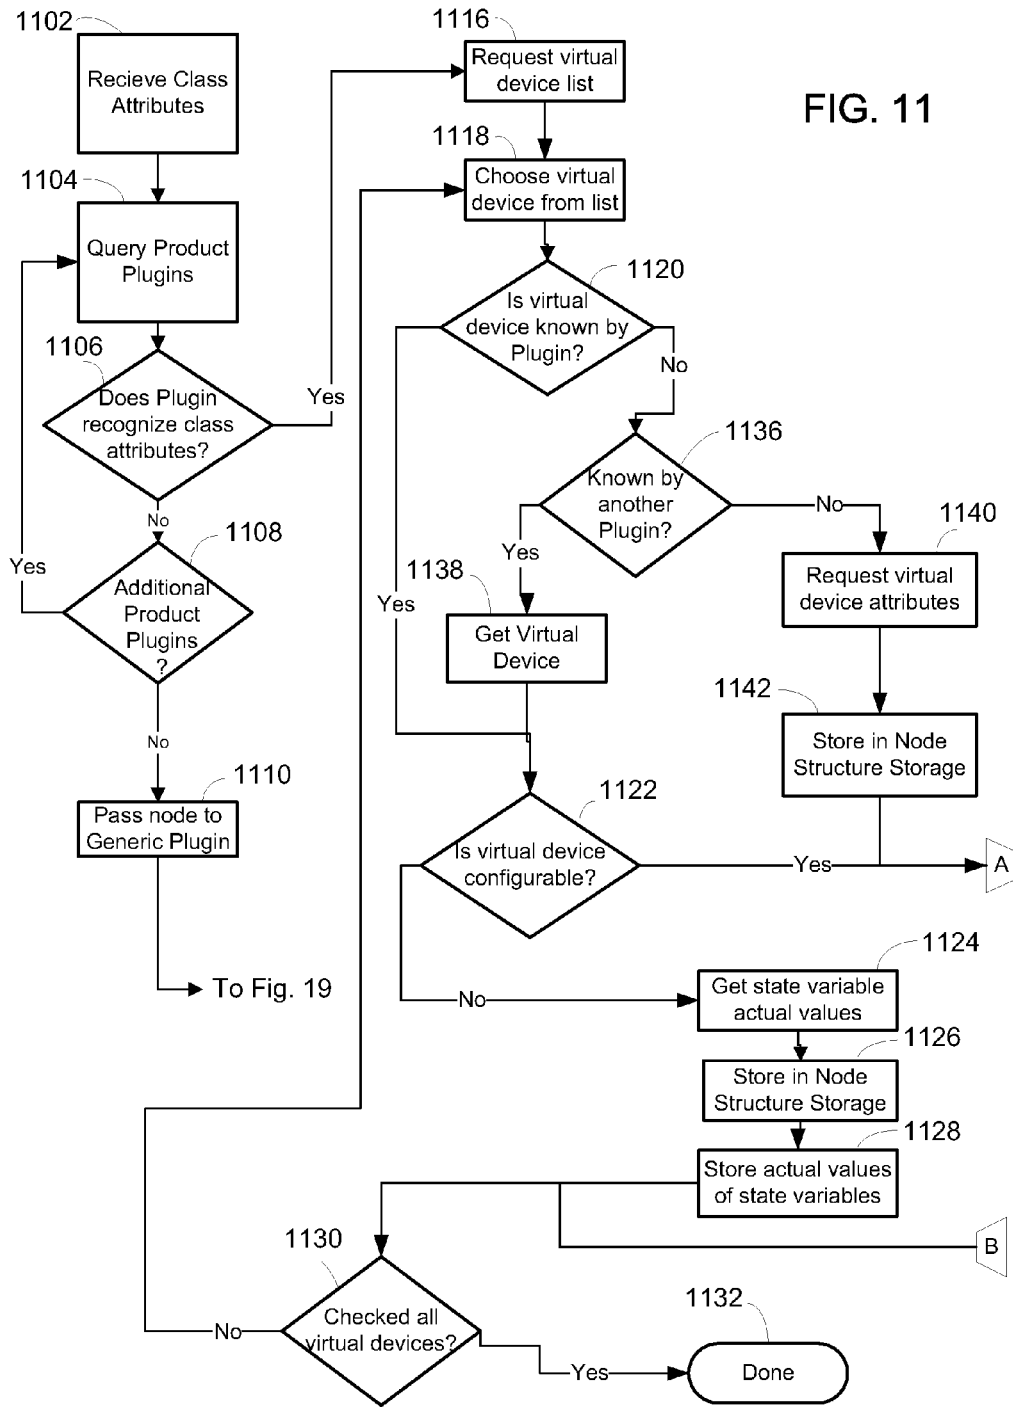 1102
Recieve Class
Attributes
1104
Query Product
Plugins
1106
Does Plugin
recognize class
attributes?
Yes
No
1108
Additional
Product
Plugins
?
Yes
No
1110
Pass node to
Generic Plugin
To Fig. 19
1116
Request virtual
device list
FIG. 11
1118
Choose virtual
device from list
1120
Is virtual
device known by
Plugin?
No
Yes
1136
Known by
another
Plugin?
No
Yes
1138
Get Virtual
Device
1140
Request virtual
device attributes
1142
Store in Node
Structure Storage
1122
Is virtual device
configurable?
Yes
A
No
1124
Get state variable
actual values
1126
Store in Node
Structure Storage
1128
Store actual values
of state variables
B
1130
Checked all
virtual devices?
No
Yes
1132
Done